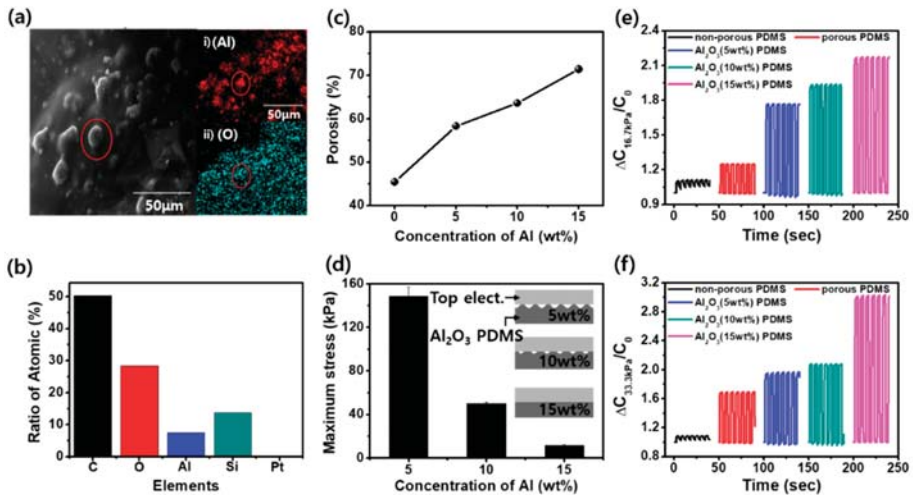 (a)
i) (Al)
50μm
ii) (O)
50μm
50μm
(b)
Ratio of Atomic (%)
50
40
30
20
10
0
C O Al Si Pt
Elements
(c)
Porosity (%)
80
70
60
50
40
0 5 10 15
Concentration of Al (wt%)
(d)
Maximum stress (kPa)
160
120
80
40
0
Top elect.
Al₂O₃ PDMS
5wt%
10wt%
15wt%
5 10 15
Concentration of Al (wt%)
(e)
ΔC16.7kPa/C0
2.4
2.1
1.8
1.5
1.2
0.9
non-porous PDMS porous PDMS
Al₂O₃(5wt%) PDMS
Al₂O₃(10wt%) PDMS
Al₂O₃(15wt%) PDMS
0 50 100 150 200 250
Time (sec)
(f)
ΔC33.3kPa/C0
3.2
2.8
2.4
2.0
1.6
1.2
0.8
non-porous PDMS porous PDMS
Al₂O₃(5wt%) PDMS
Al₂O₃(10wt%) PDMS
Al₂O₃(15wt%) PDMS
0 50 100 150 200 250
Time (sec)